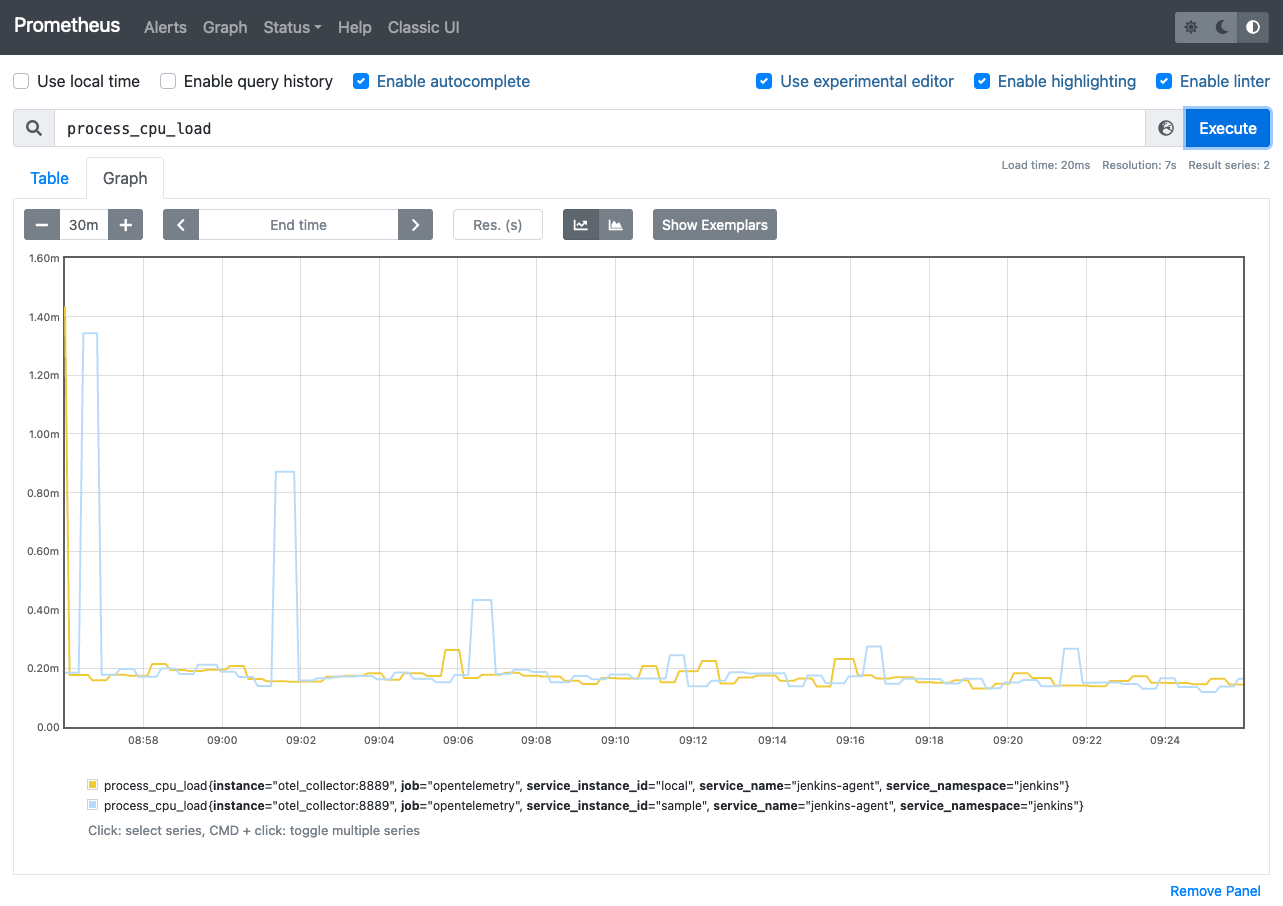 Prometheus Alerts Graph Status Help Classic UI
Use local time Enable query history Enable autocomplete Use experimental editor Enable highlighting Enable linter
process_cpu_load Execute
Load time: 20ms Resolution: 7s Result series: 2
Table Graph
30m End time Res. (s) Show Exemplars
1.60m
1.40m
1.20m
1.00m
0.80m
0.60m
0.40m
0.20m
0.00
08:58 09:00 09:02 09:04 09:06 09:08 09:10 09:12 09:14 09:16 09:18 09:20 09:22 09:24
process_cpu_load{instance="otel_collector:8889", job="opentelemetry", service_instance_id="local", service_name="jenkins-agent", service_namespace="jenkins"}
process_cpu_load{instance="otel_collector:8889", job="opentelemetry", service_instance_id="sample", service_name="jenkins-agent", service_namespace="jenkins"}
Click: select series, CMD + click: toggle multiple series
Remove Panel